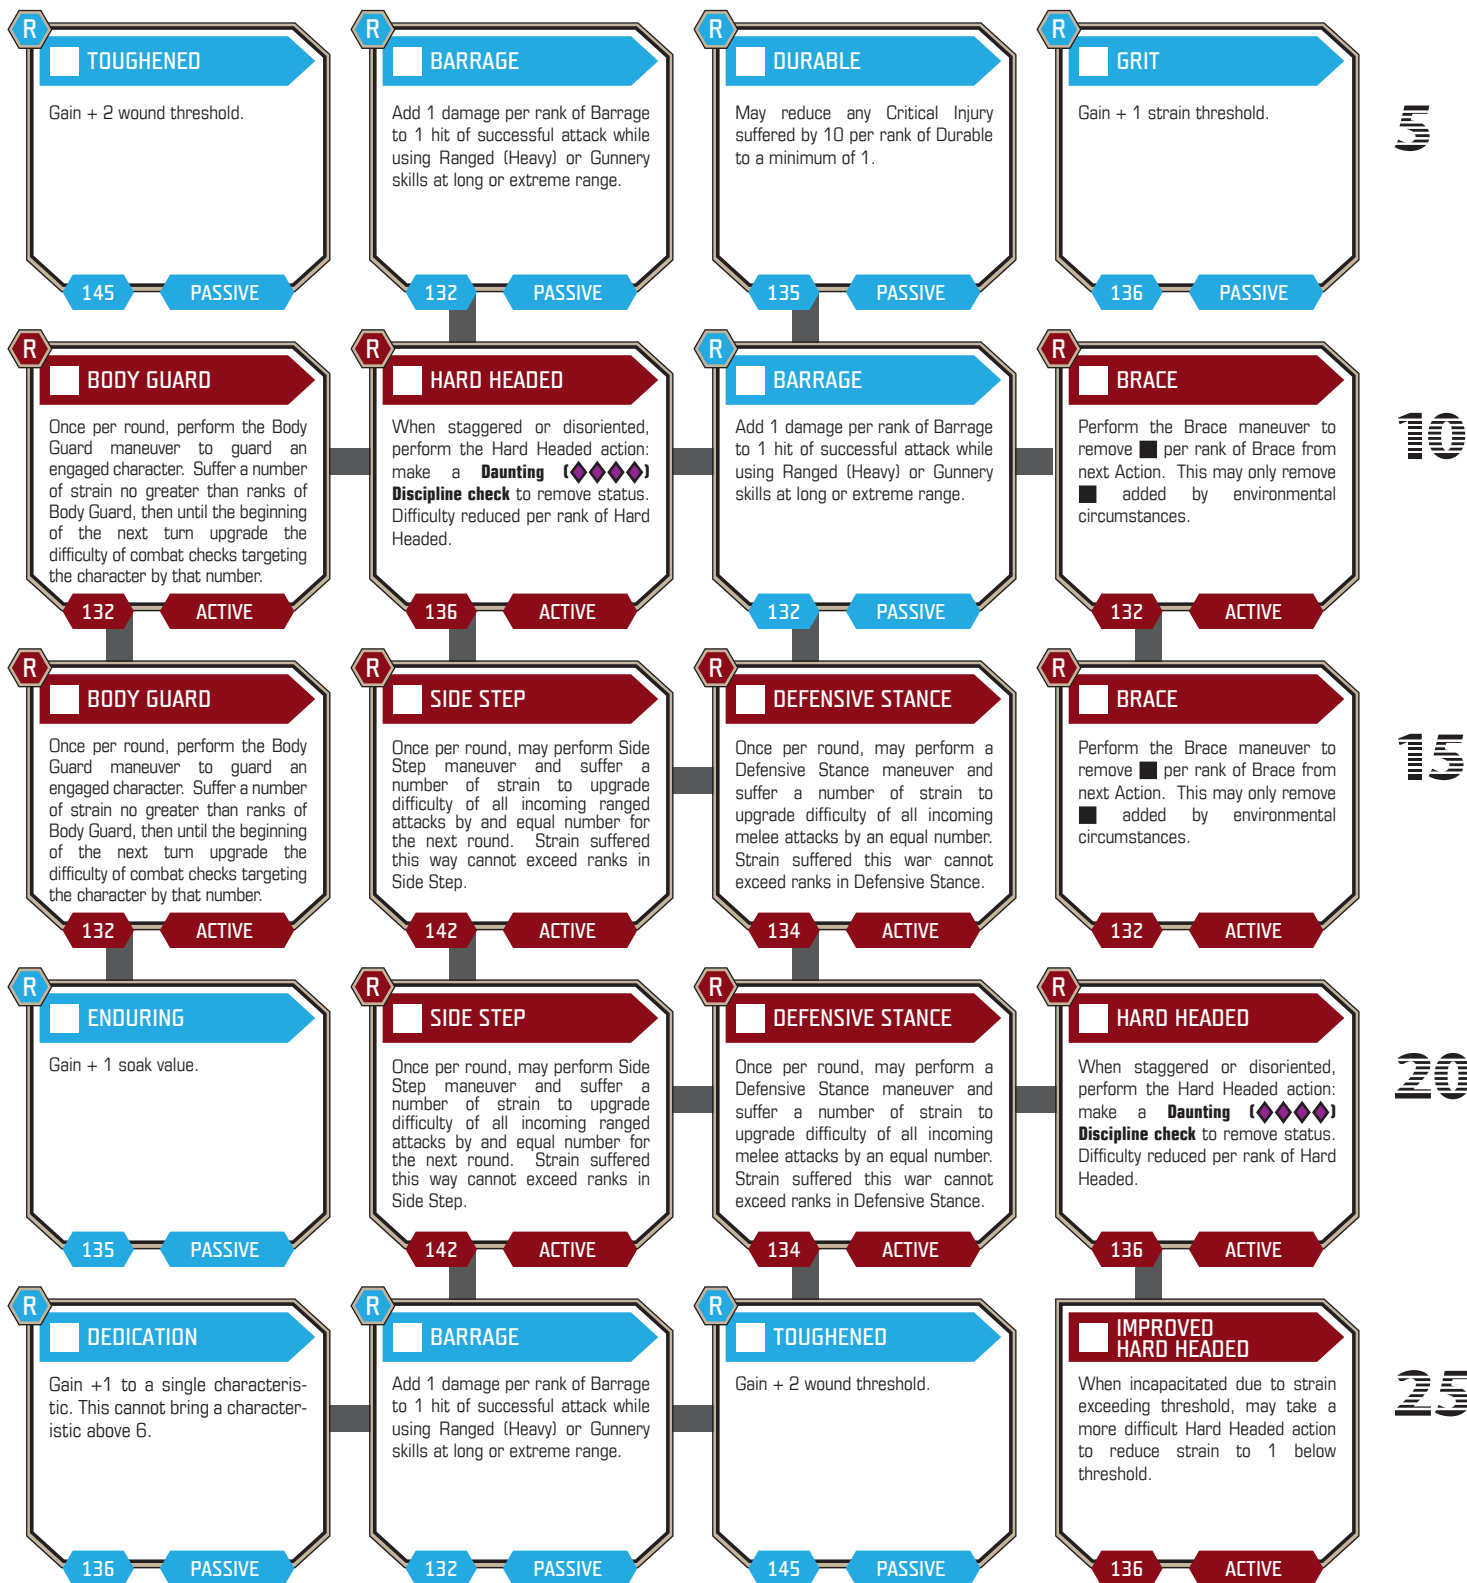 R
TOUGHENED
Gain + 2 wound threshold.
145 PASSIVE
R
BARRAGE
Add 1 damage per rank of Barrage
to 1 hit of successful attack while
using Ranged (Heavy) or Gunnery
skills at long or extreme range.
132 PASSIVE
R
DURABLE
May reduce any Critical Injury
suffered by 10 per rank of Durable
to a minimum of 1.
135 PASSIVE
R
GRIT
Gain + 1 strain threshold.
136 PASSIVE
5
R
BODY GUARD
Once per round, perform the Body
Guard maneuver to guard an
engaged character. Suffer a number
of strain no greater than ranks of
Body Guard, then until the beginning
of the next turn upgrade the
difficulty of combat checks targeting
the character by that number.
132 ACTIVE
R
HARD HEADED
When staggered or disoriented,
perform the Hard Headed action:
make a Daunting (◆◆◆◆)
Discipline check to remove status.
Difficulty reduced per rank of Hard
Headed.
136 ACTIVE
R
BARRAGE
Add 1 damage per rank of Barrage
to 1 hit of successful attack while
using Ranged (Heavy) or Gunnery
skills at long or extreme range.
132 PASSIVE
R
BRACE
Perform the Brace maneuver to
remove ■ per rank of Brace from
next Action. This may only remove
■ added by environmental
circumstances.
132 ACTIVE
10
R
BODY GUARD
Once per round, perform the Body
Guard maneuver to guard an
engaged character. Suffer a number
of strain no greater than ranks of
Body Guard, then until the beginning
of the next turn upgrade the
difficulty of combat checks targeting
the character by that number.
132 ACTIVE
R
SIDE STEP
Once per round, may perform Side
Step maneuver and suffer a
number of strain to upgrade
difficulty of all incoming ranged
attacks by and equal number for
the next round. Strain suffered
this way cannot exceed ranks in
Side Step.
142 ACTIVE
R
DEFENSIVE STANCE
Once per round, may perform a
Defensive Stance maneuver and
suffer a number of strain to
upgrade difficulty of all incoming
melee attacks by an equal number.
Strain suffered this war cannot
exceed ranks in Defensive Stance.
134 ACTIVE
R
BRACE
Perform the Brace maneuver to
remove ■ per rank of Brace from
next Action. This may only remove
■ added by environmental
circumstances.
132 ACTIVE
15
R
ENDURING
Gain + 1 soak value.
135 PASSIVE
R
SIDE STEP
Once per round, may perform Side
Step maneuver and suffer a
number of strain to upgrade
difficulty of all incoming ranged
attacks by and equal number for
the next round. Strain suffered
this way cannot exceed ranks in
Side Step.
142 ACTIVE
R
DEFENSIVE STANCE
Once per round, may perform a
Defensive Stance maneuver and
suffer a number of strain to
upgrade difficulty of all incoming
melee attacks by an equal number.
Strain suffered this war cannot
exceed ranks in Defensive Stance.
134 ACTIVE
R
HARD HEADED
When staggered or disoriented,
perform the Hard Headed action:
make a Daunting (◆◆◆◆)
Discipline check to remove status.
Difficulty reduced per rank of Hard
Headed.
136 ACTIVE
20
R
DEDICATION
Gain +1 to a single characteris-
tic. This cannot bring a character-
istic above 6.
136 PASSIVE
R
BARRAGE
Add 1 damage per rank of Barrage
to 1 hit of successful attack while
using Ranged (Heavy) or Gunnery
skills at long or extreme range.
132 PASSIVE
R
TOUGHENED
Gain + 2 wound threshold.
145 PASSIVE
IMPROVED
HARD HEADED
When incapacitated due to strain
exceeding threshold, may take a
more difficult Hard Headed action
to reduce strain to 1 below
threshold.
136 ACTIVE
25